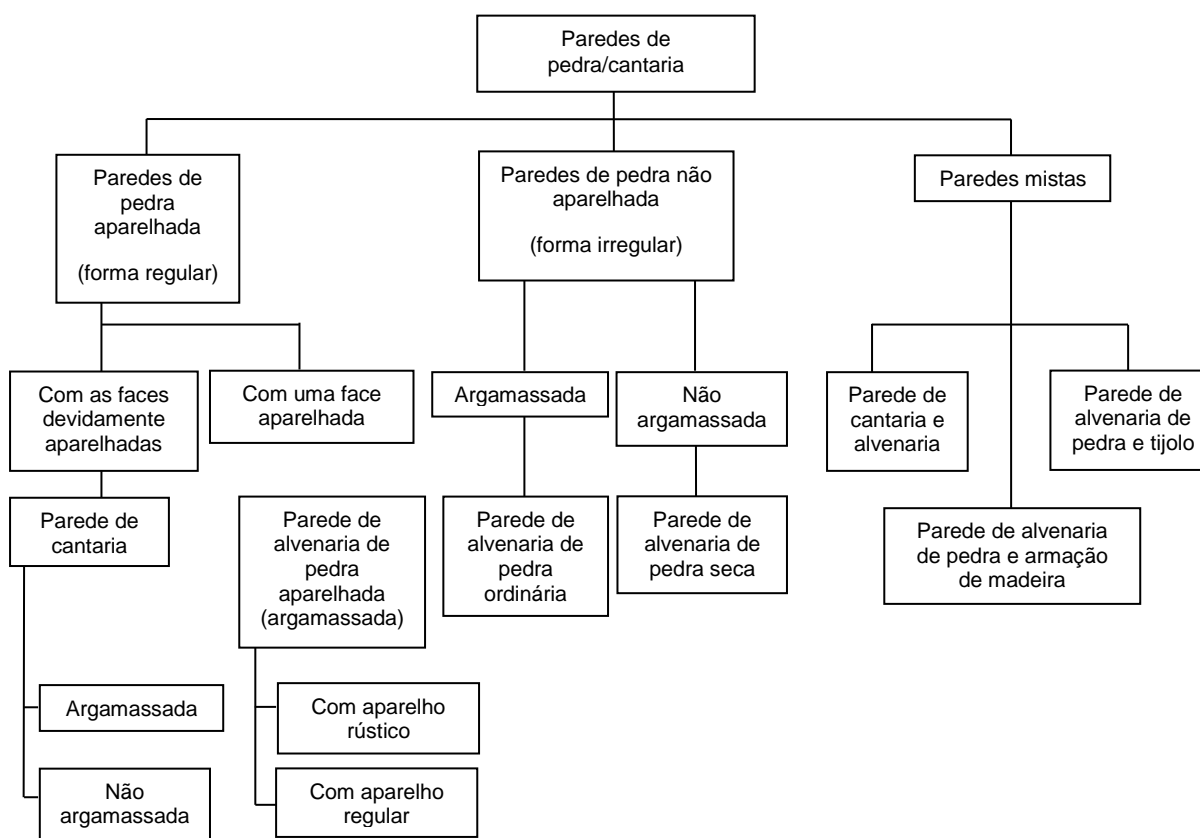 Paredes de
pedra/cantaria
Paredes de
pedra
aparelhada
(forma regular)
Paredes de pedra não
aparelhada
(forma irregular)
Paredes mistas
Com as faces
devidamente
aparelhadas
Com uma face
aparelhada
Argamassada
Não
argamassada
Parede de
cantaria e
alvenaria
Parede de
alvenaria de
pedra e tijolo
Parede de
cantaria
Parede de
alvenaria de
pedra
aparelhada
(argamassada)
Parede de
alvenaria de
pedra
ordinária
Parede de
alvenaria de
pedra seca
Parede de alvenaria
de pedra e armação
de madeira
Argamassada
Com aparelho
rústico
Não
argamassada
Com aparelho
regular